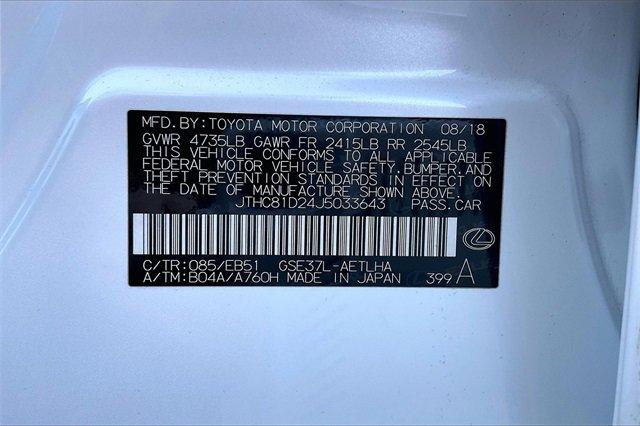 MFD.BY:TOYOTA MOTOR CORPORATION 08/18
GVWR 4735LB GAWR FR 2415LB RR 2545LB
THIS VEHICLE CONFORMS TO ALL APPLICABLE
FEDERAL MOTOR VEHICLE SAFETY,BUMPER,AND
THEFT PREVENTION STANDARDS IN EFFECT
ON THE DATE OF MANUFACTURE SHOWN ABOVE.
JTHC81D24J5033643 PASS.CAR
C/TR:085/EB51 GSE37L-AETLHA
A/TM:B04A/A760H MADE IN JAPAN 399 A